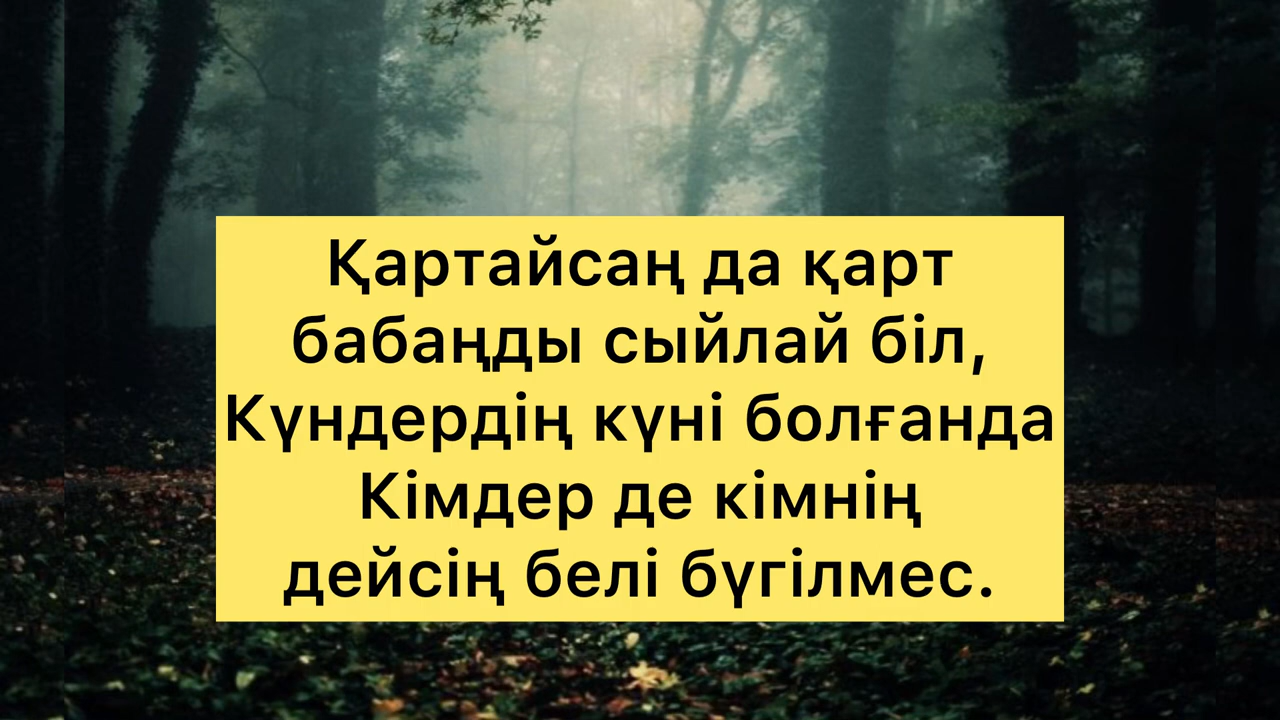 Қартайсаң да қарт
бабаңды сыйлай біл,
Күндердің күні болғанда
Кімдер де кімнің
дейсің белі бүгілмес.